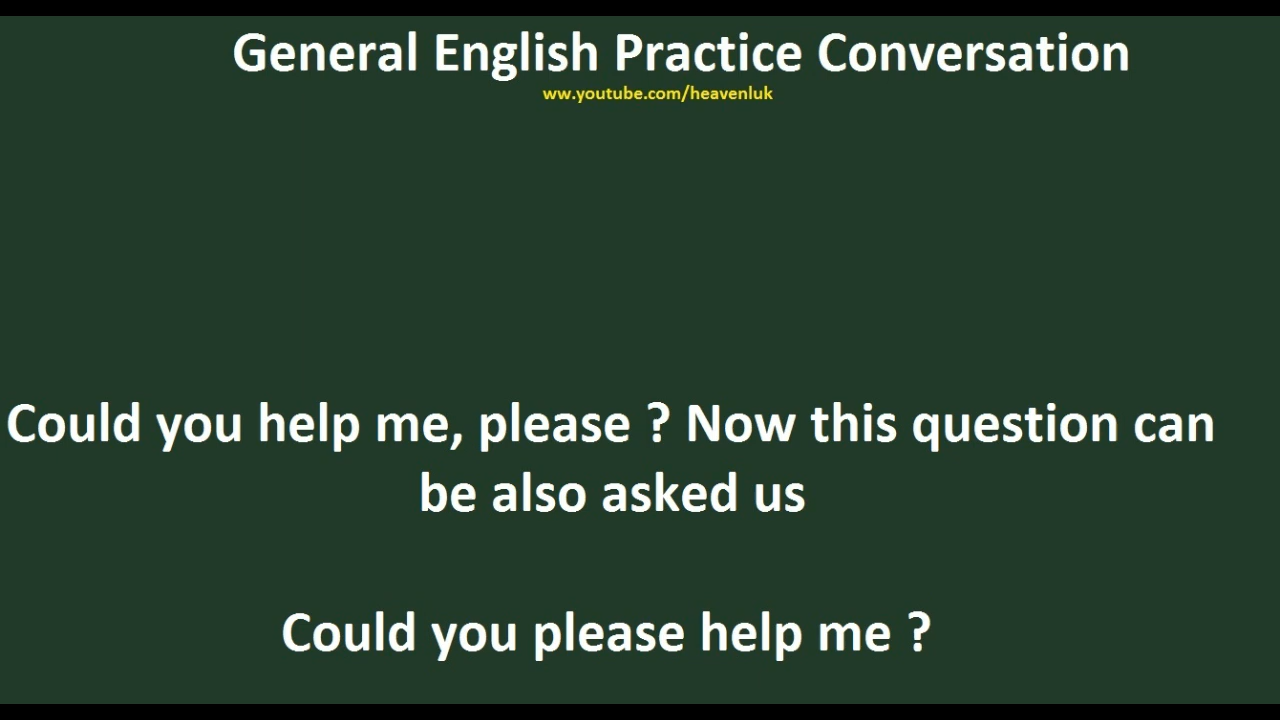 General English Practice Conversation
ww.youtube.com/heavenluk
Could you help me, please ? Now this question can
be also asked us
Could you please help me ?